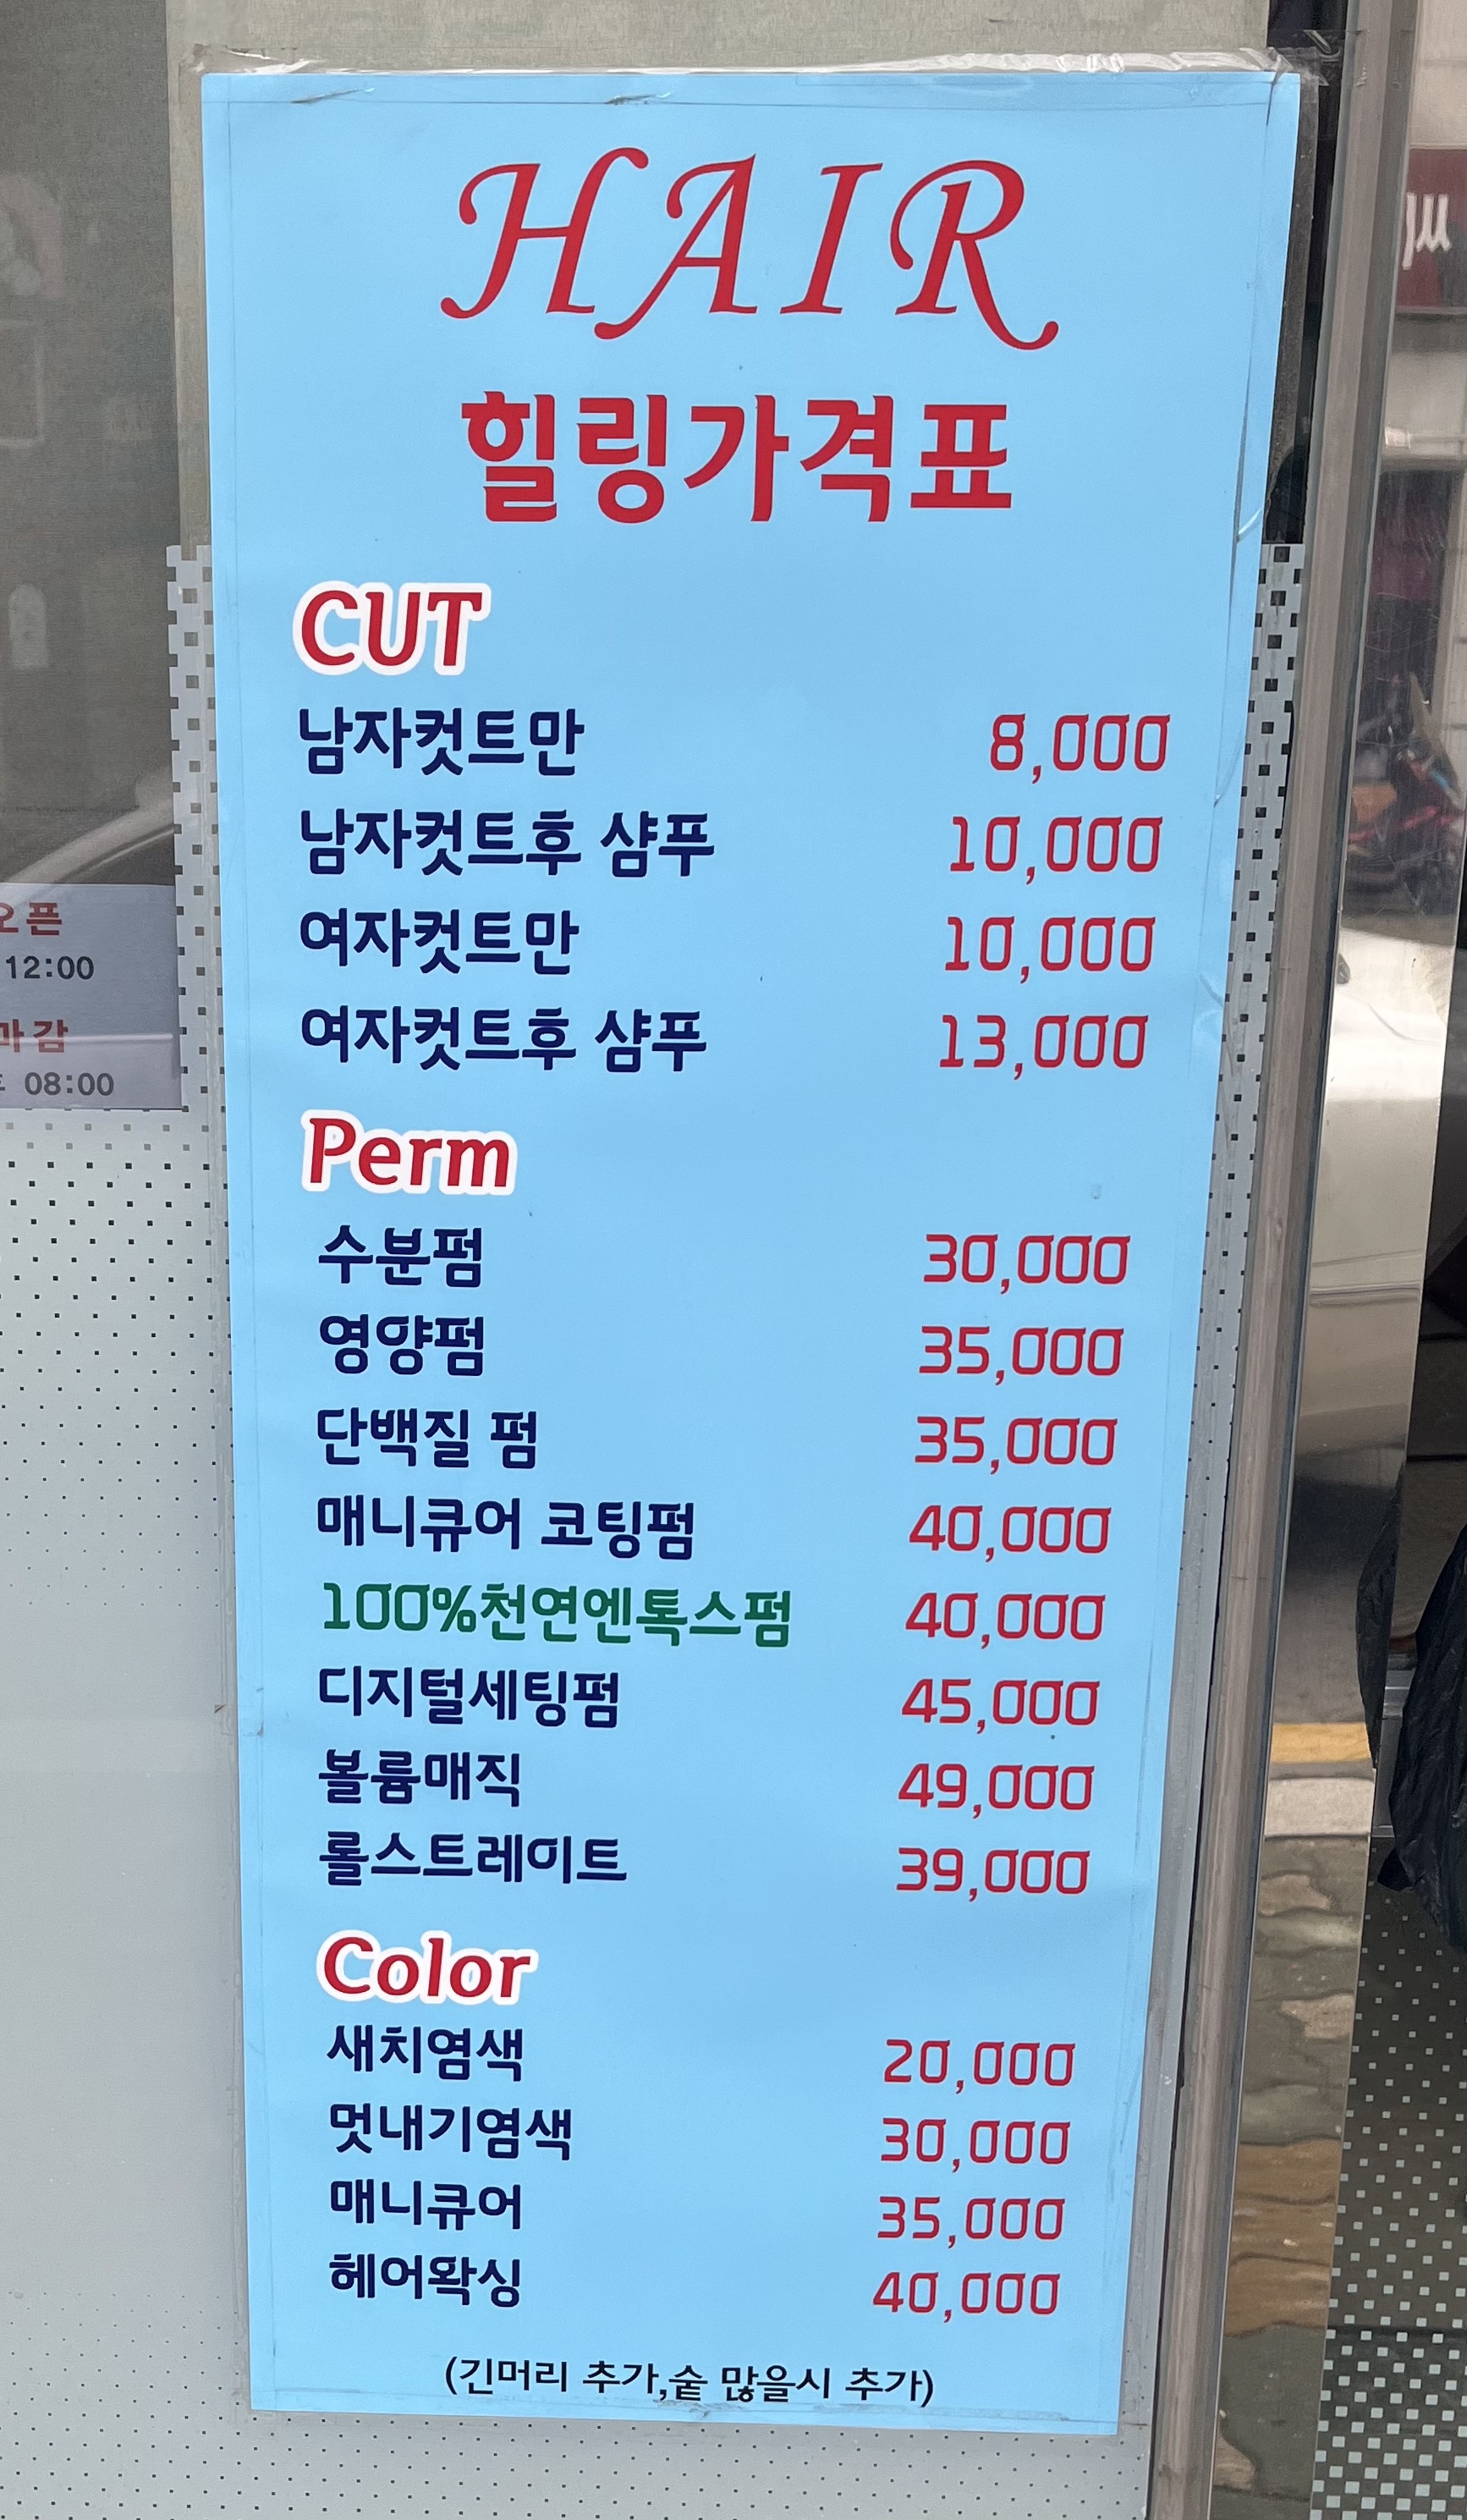 HAIR
힐링가격표
CUT
남자컷트만 8,000
남자컷트후 샴푸 10,000
여자컷트만 10,000
여자컷트후 샴푸 13,000
Perm
수분펌 30,000
영양펌 35,000
단백질 펌 35,000
매니큐어 코팅펌 40,000
100%천연엔톡스펌 40,000
디지털세팅펌 45,000
볼륨매직 49,000
롤스트레이트 39,000
Color
새치염색 20,000
멋내기염색 30,000
매니큐어 35,000
헤어왁싱 40,000
(긴머리 추가,숱 많을시 추가)
오픈
12:00
마감
08:00